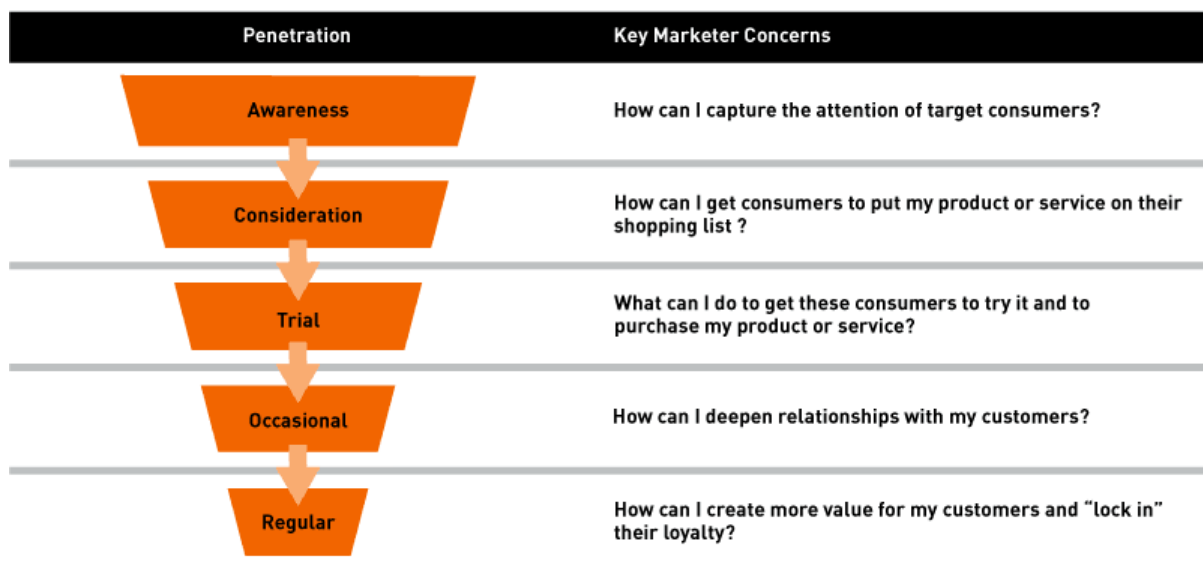 Penetration
Key Marketer Concerns
Awareness
How can I capture the attention of target consumers?
Consideration
How can I get consumers to put my product or service on their
shopping list ?
Trial
What can I do to get these consumers to try it and to
purchase my product or service?
Occasional
How can I deepen relationships with my customers?
Regular
How can I create more value for my customers and “lock in”
their loyalty?